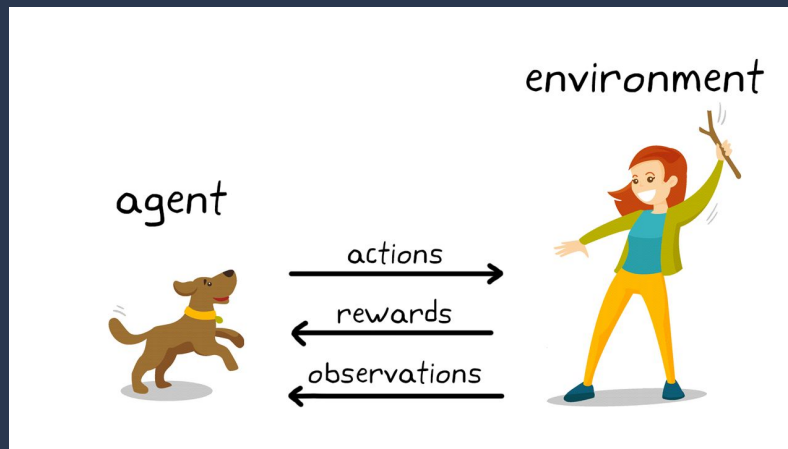 environment
agent
actions
rewards
observations